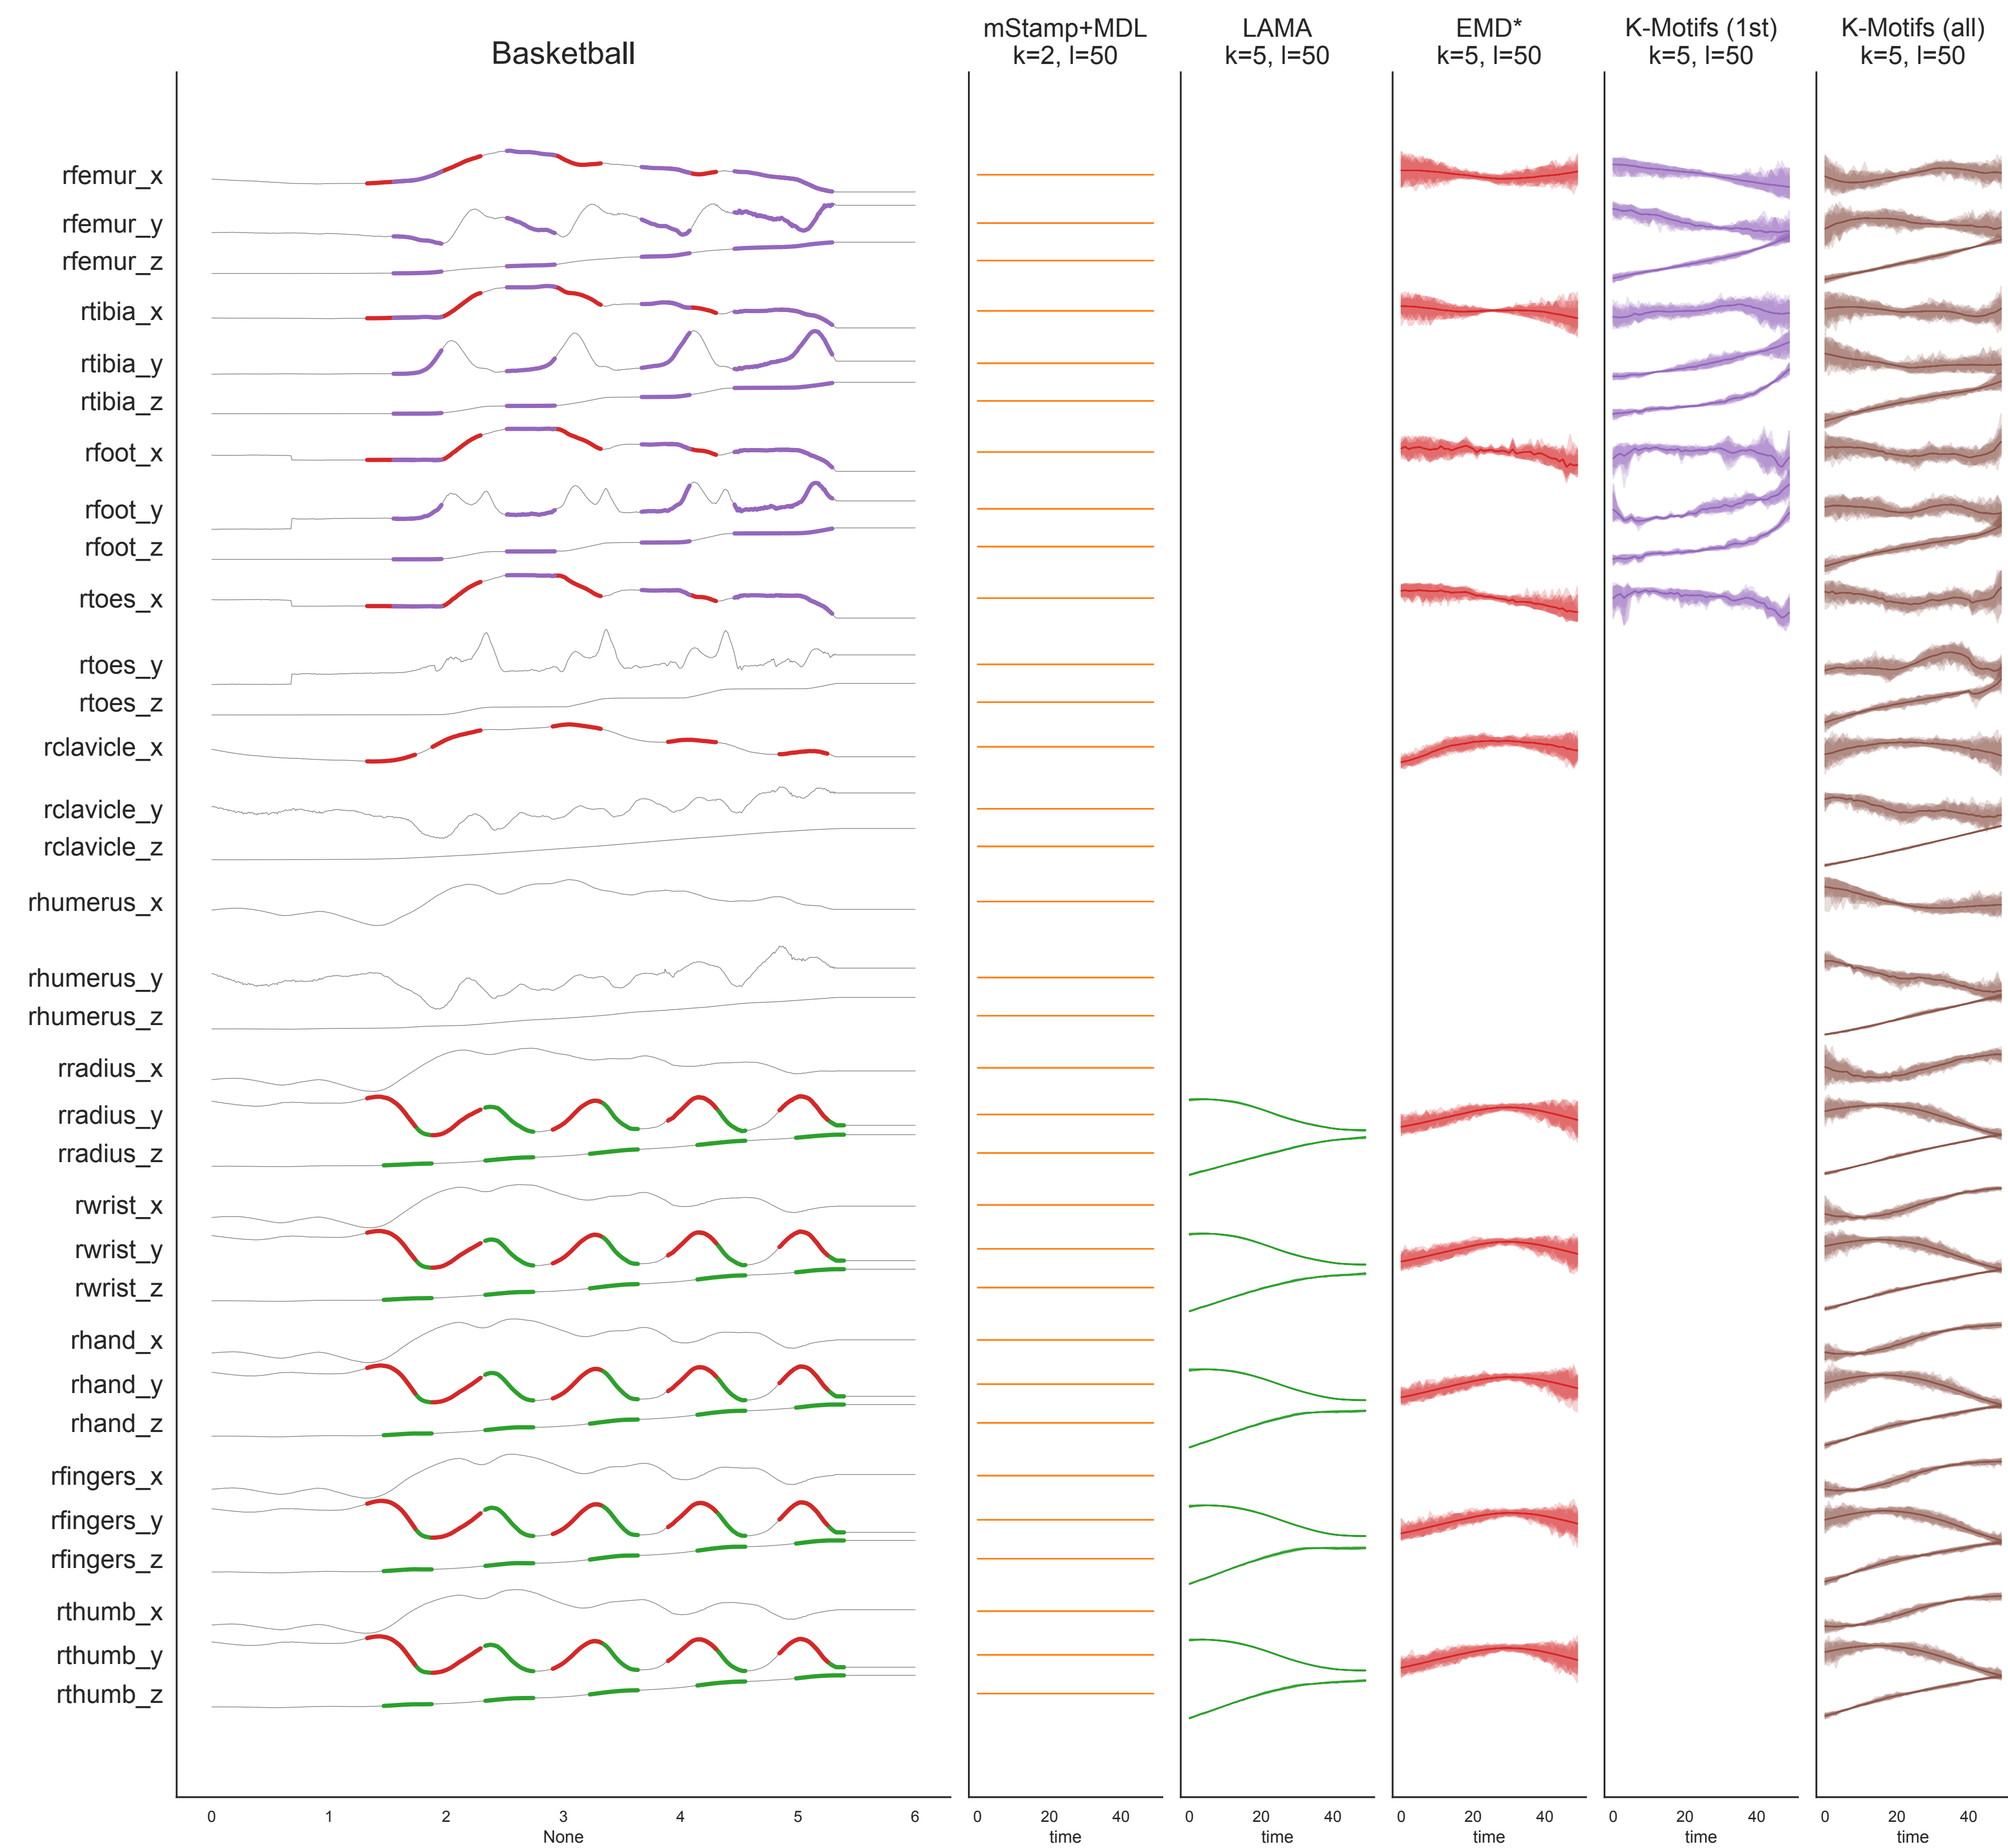 Basketball
mStamp+MDL
k=2, l=50
LAMA
k=5, l=50
EMD*
k=5, l=50
K-Motifs (1st)
k=5, l=50
K-Motifs (all)
k=5, l=50
rfemur_x
rfemur_y
rfemur_z
rtibia_x
rtibia_y
rtibia_z
rfoot_x
rfoot_y
rfoot_z
rtoes_x
rtoes_y
rtoes_z
rclavicle_x
rclavicle_y
rclavicle_z
rhumerus_x
rhumerus_y
rhumerus_z
rradius_x
rradius_y
rradius_z
rwrist_x
rwrist_y
rwrist_z
rhand_x
rhand_y
rhand_z
rfingers_x
rfingers_y
rfingers_z
rthumb_x
rthumb_y
rthumb_z
0 1 2 3 4 5 6
None
0 20 40
time
0 20 40
time
0 20 40
time
0 20 40
time
0 20 40
time